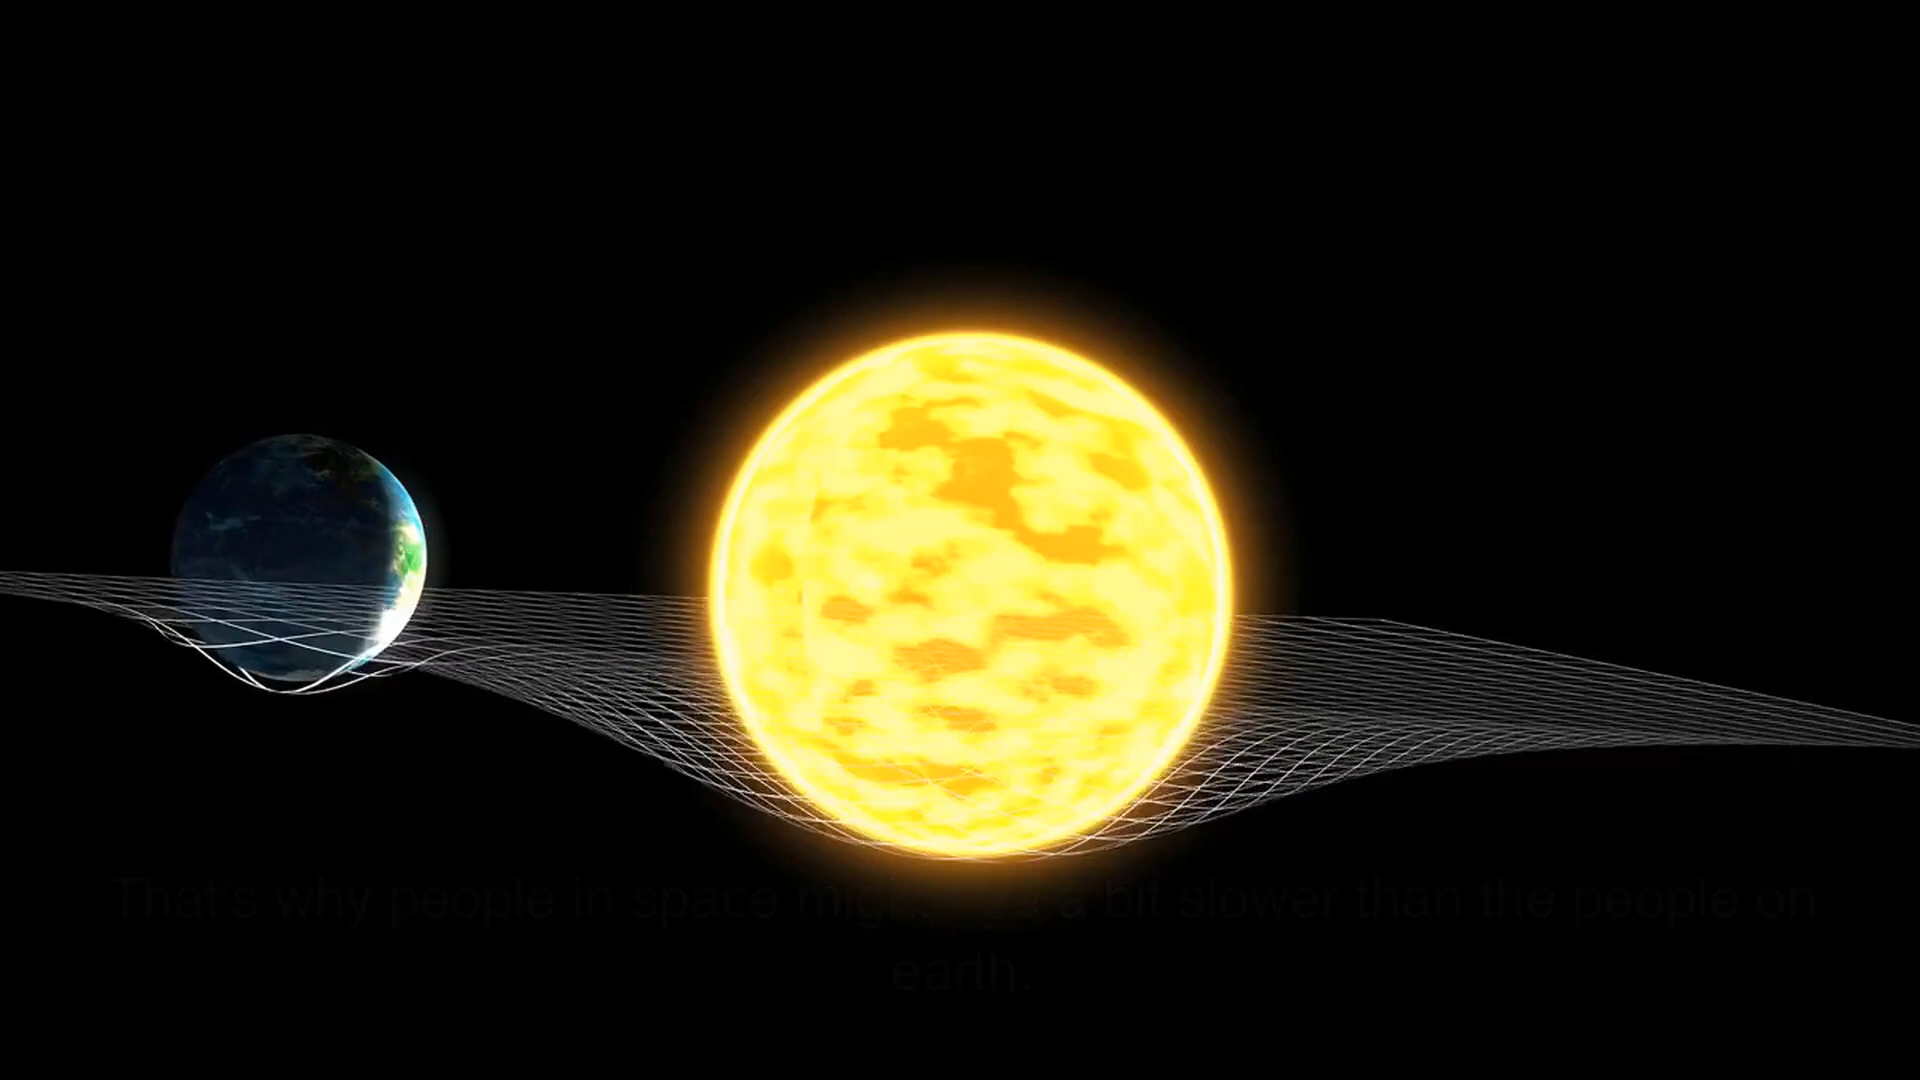 That's why people in space a bit slower than the people on
earth.